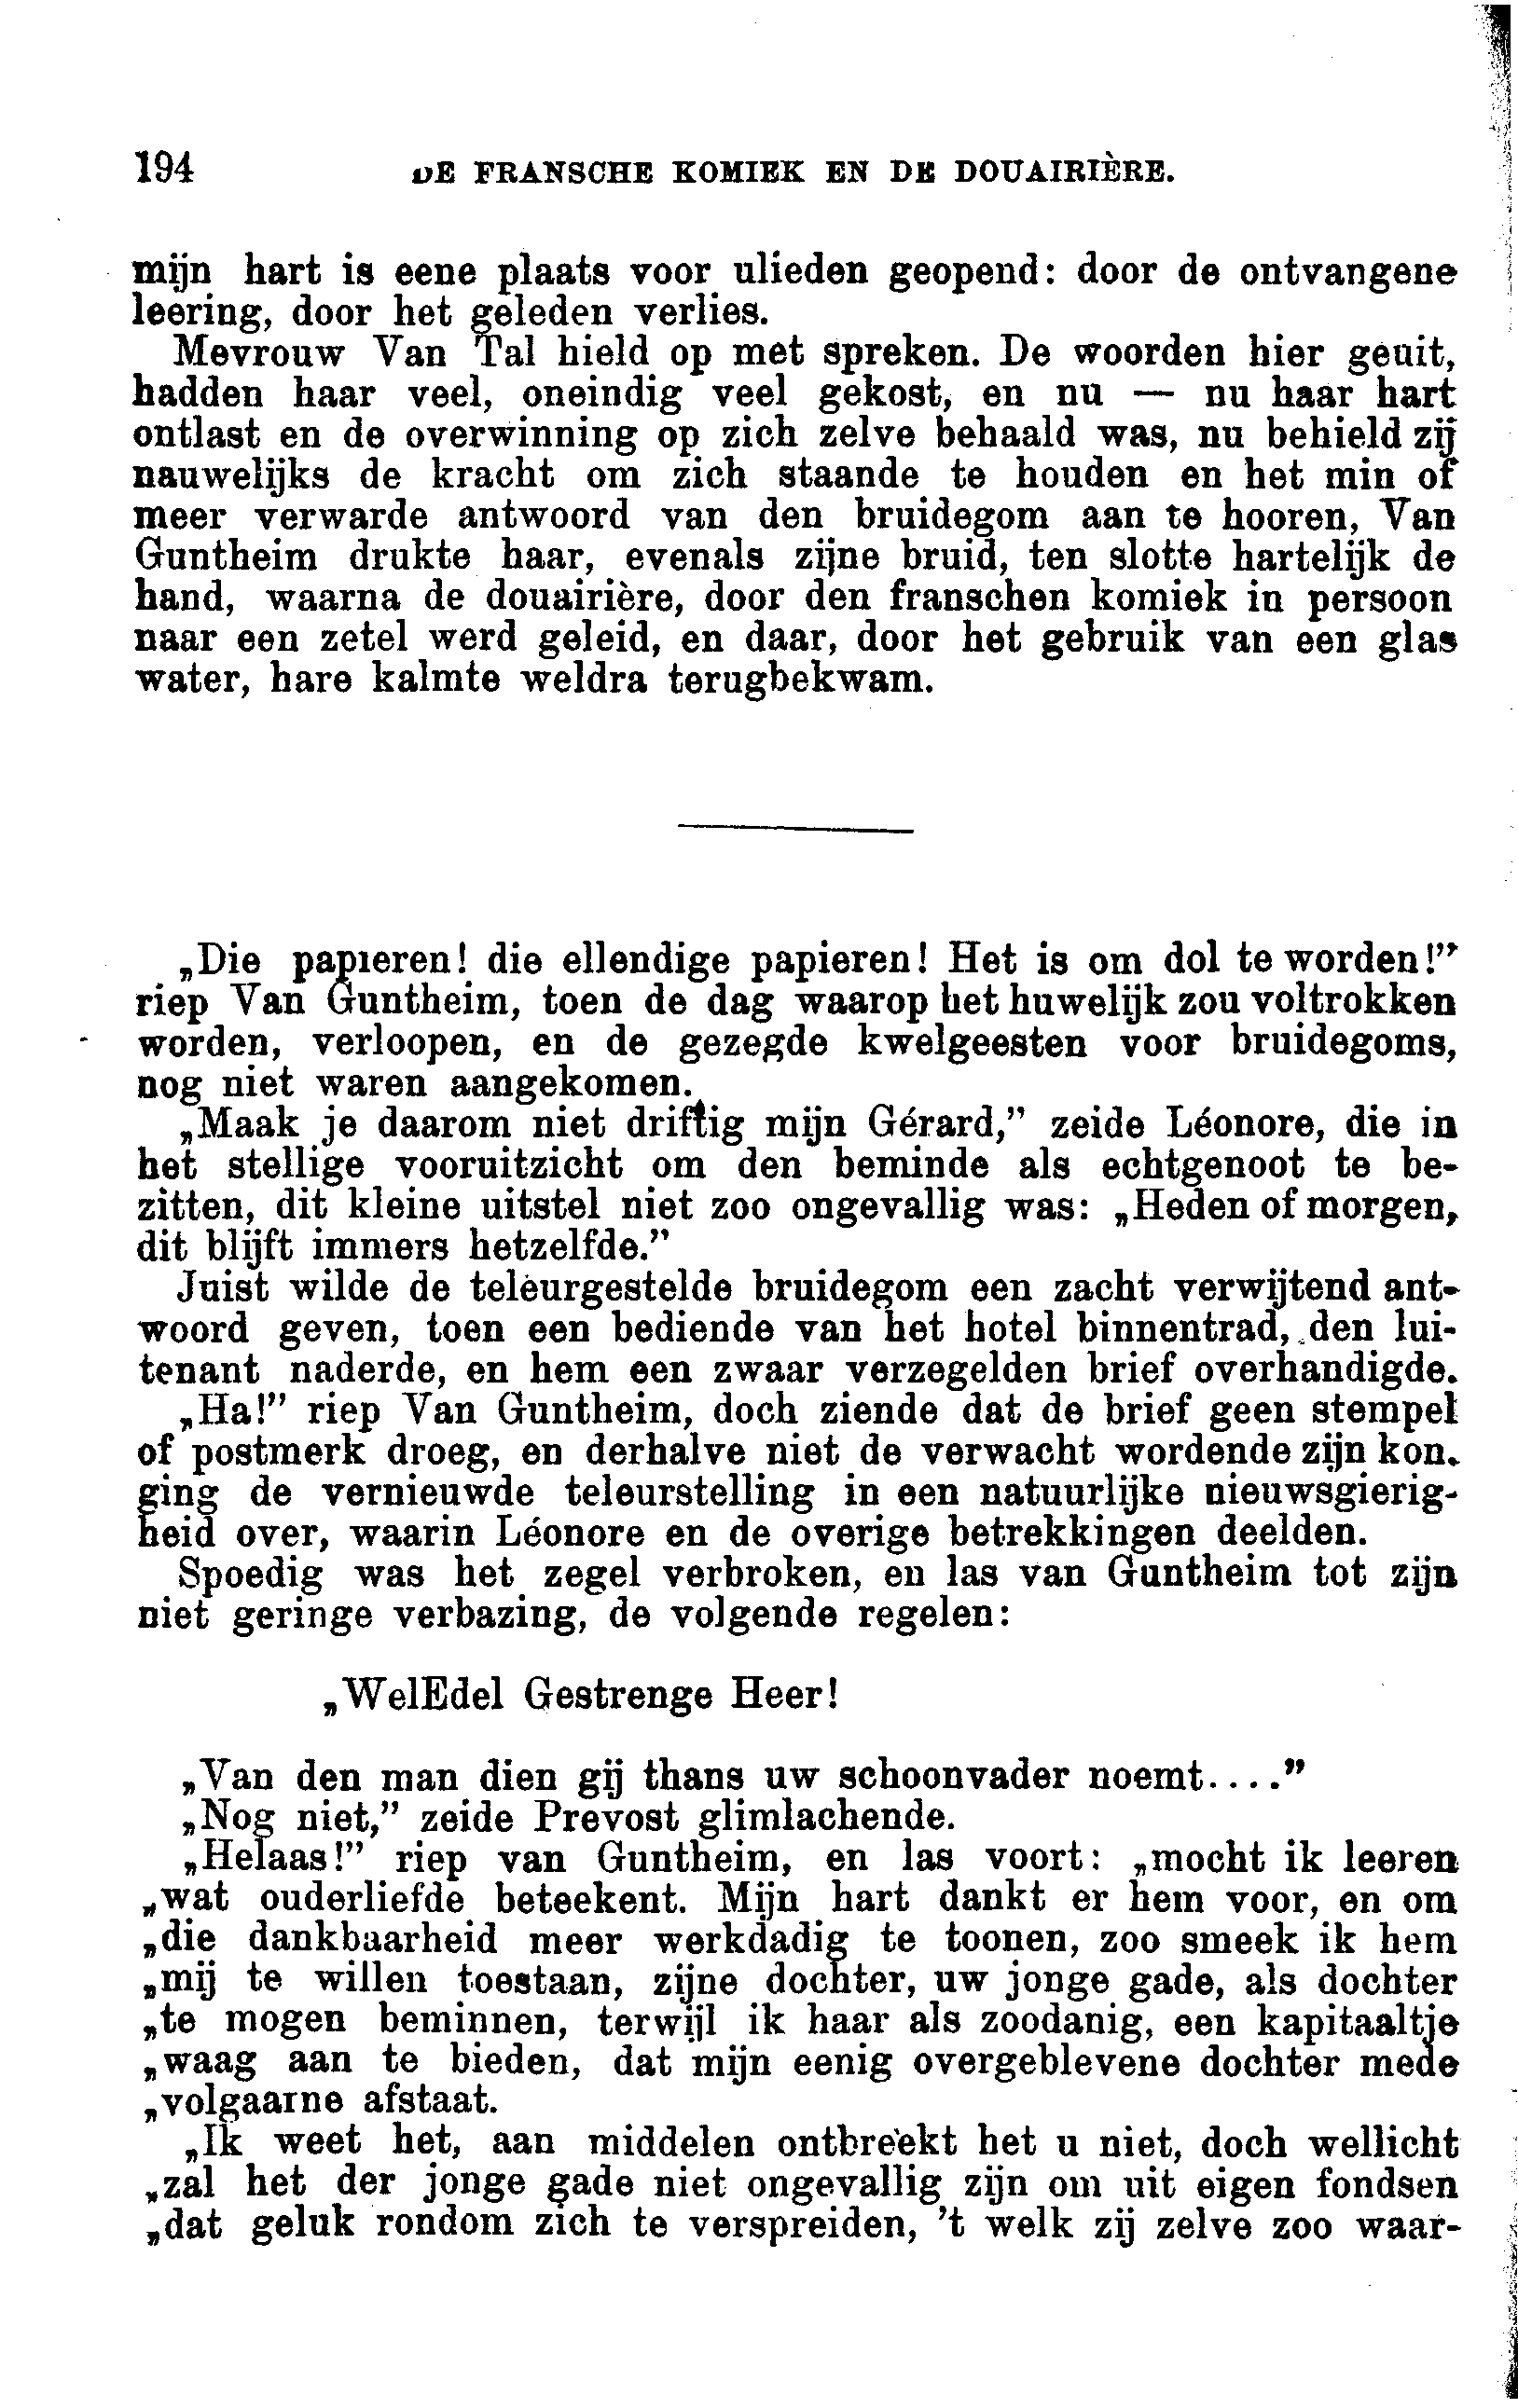 194 DE FRANSCHE KOMIEK EN DE DOUAIRIÈRE.
mijn hart is eene plaats voor ulieden geopend: door de ontvangene
leering, door het geleden verlies.
Mevrouw Van Tal hield op met spreken. De woorden hier geuit,
hadden haar veel, oneindig veel gekost, en nu — nu haar hart
ontlast en de overwinning op zich zelve behaald was, nu behield zij
nauwelijks de kracht om zich staande te houden en het min of
meer verwarde antwoord van den bruidegom aan te hooren, Van
Guntheim drukte haar, evenals zijne bruid, ten slotte hartelijk de
hand, waarna de douairière, door den franschen komiek in persoon
naar een zetel werd geleid, en daar, door het gebruik van een glas
water, hare kalmte weldra terugbekwam.
„Die papieren! die ellendige papieren! Het is om dol te worden!”
riep Van Guntheim, toen de dag waarop het huwelijk zou voltrokken
worden, verloopen, en de gezegde kwelgeesten voor bruidegoms,
nog niet waren aangekomen.
„Maak je daarom niet driftig mijn Gérard,” zeide Léonore, die in
het stellige vooruitzicht om den beminde als echtgenoot te be-
zitten, dit kleine uitstel niet zoo ongevallig was: „Heden of morgen,
dit blijft immers hetzelfde.”
Juist wilde de teleurgestelde bruidegom een zacht verwijtend ant-
woord geven, toen een bediende van het hotel binnentrad, den lui-
tenant naderde, en hem een zwaar verzegelden brief overhandigde.
„Ha!” riep Van Guntheim, doch ziende dat de brief geen stempel
of postmerk droeg, en derhalve niet de verwacht wordende zijn kon.
ging de vernieuwde teleurstelling in een natuurlijke nieuwsgierig-
heid over, waarin Léonore en de overige betrekkingen deelden.
Spoedig was het zegel verbroken, en las van Guntheim tot zijn
niet geringe verbazing, de volgende regelen:
„WelEdel Gestrenge Heer!
„Van den man dien gij thans uw schoonvader noemt....”
„Nog niet,” zeide Prevost glimlachende.
„Helaas!” riep van Guntheim, en las voort: „mocht ik leeren
„wat ouderliefde beteekent. Mijn hart dankt er hem voor, en om
„die dankbaarheid meer werkdadig te toonen, zoo smeek ik hem
„mij te willen toestaan, zijne dochter, uw jonge gade, als dochter
„te mogen beminnen, terwijl ik haar als zoodanig, een kapitaaltje
„waag aan te bieden, dat mijn eenig overgeblevene dochter mede
„volgaarne afstaat.
„Ik weet het, aan middelen ontbreekt het u niet, doch wellicht
„zal het der jonge gade niet ongevallig zijn om uit eigen fondsen
„dat geluk rondom zich te verspreiden, 't welk zij zelve zoo waar-